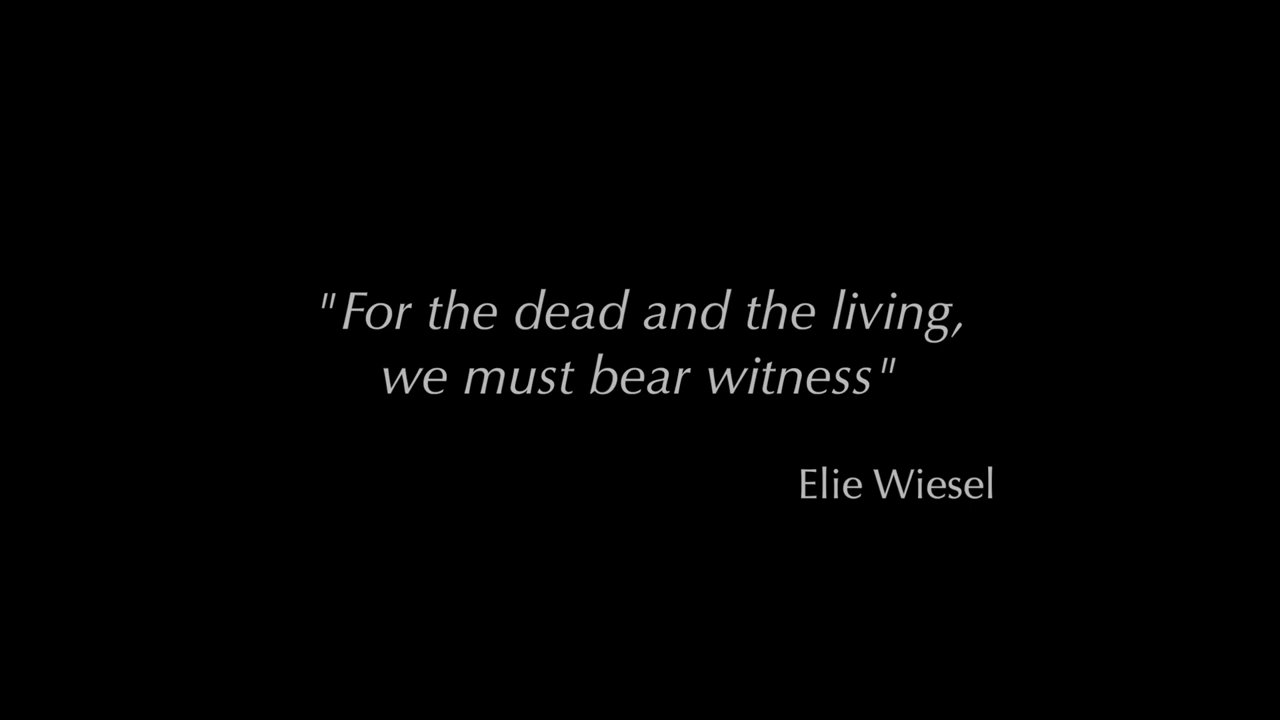 "For the dead and the living,
we must bear witness"
Elie Wiesel